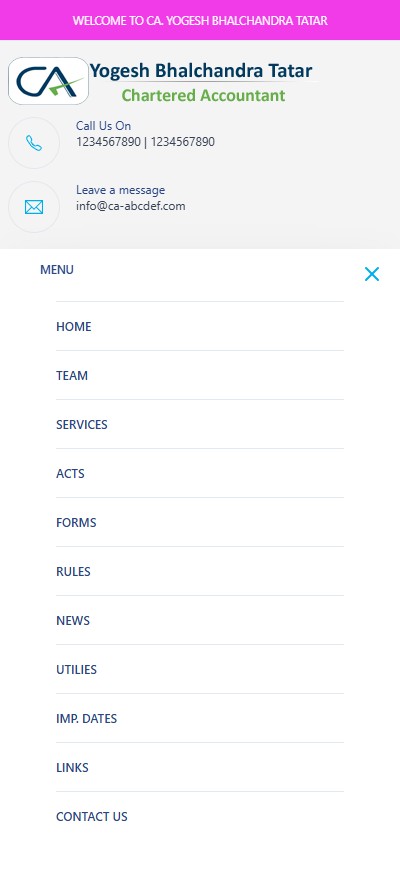 WELCOME TO CA. YOGESH BHALCHANDRA TATAR
CA
Yogesh Bhalchandra Tatar
Chartered Accountant
Call Us On
1234567890 | 1234567890
Leave a message
info@ca-abcdef.com
MENU
HOME
TEAM
SERVICES
ACTS
FORMS
RULES
NEWS
UTILIES
IMP. DATES
LINKS
CONTACT US